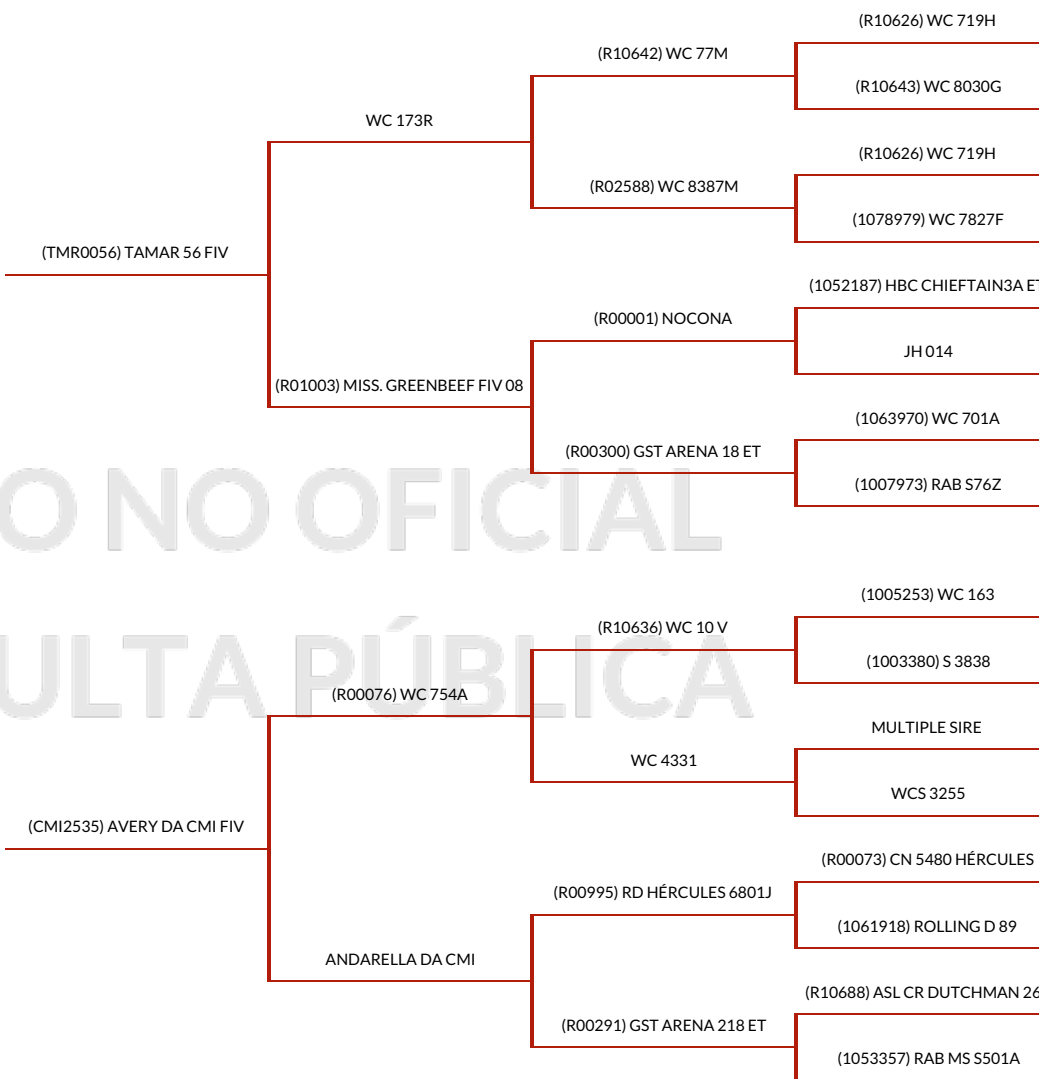 (R10626) WC 719H
(R10642) WC 77M
(R10643) WC 8030G
WC 173R
(R10626) WC 719H
(R02588) WC 8387M
(1078979) WC 7827F
(TMR0056) TAMAR 56 FIV
(1052187) HBC CHIEFTAIN3A ET
(R00001) NOCONA
JH 014
(R01003) MISS. GREENBEEF FIV 08
(1063970) WC 701A
(R00300) GST ARENA 18 ET
(1007973) RAB S76Z
O NO OFICIAL
(1005253) WC 163
(R10636) WC 10 V
(1003380) S 3838
ULTA PÚBLICA
(R00076) WC 754A
MULTIPLE SIRE
WC 4331
WCS 3255
(CMI2535) AVERY DA CMI FIV
(R00073) CN 5480 HÉRCULES
(R00995) RD HÉRCULES 6801J
(1061918) ROLLING D 89
ANDARELLA DA CMI
(R10688) ASL CR DUTCHMAN 26
(R00291) GST ARENA 218 ET
(1053357) RAB MS S501A